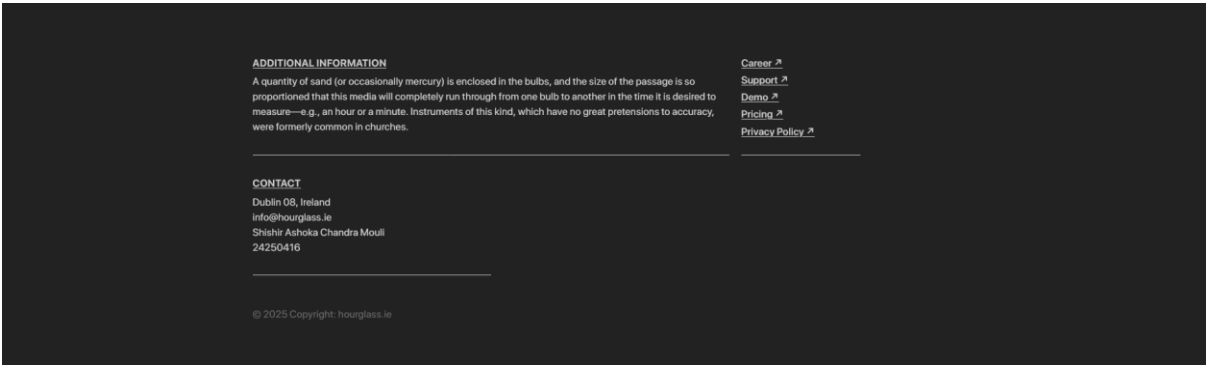 ADDITIONAL INFORMATION
A quantity of sand (or occasionally mercury) is enclosed in the bulbs, and the size of the passage is so
proportioned that this media will completely run through from one bulb to another in the time it is desired to
measure—e.g., an hour or a minute. Instruments of this kind, which have no great pretensions to accuracy,
were formerly common in churches.
Career ↗
Support ↗
Demo ↗
Pricing ↗
Privacy Policy ↗
CONTACT
Dublin 08, Ireland
info@hourglass.ie
Shishir Ashoka Chandra Mouli
24250416
© 2025 Copyright: hourglass.ie